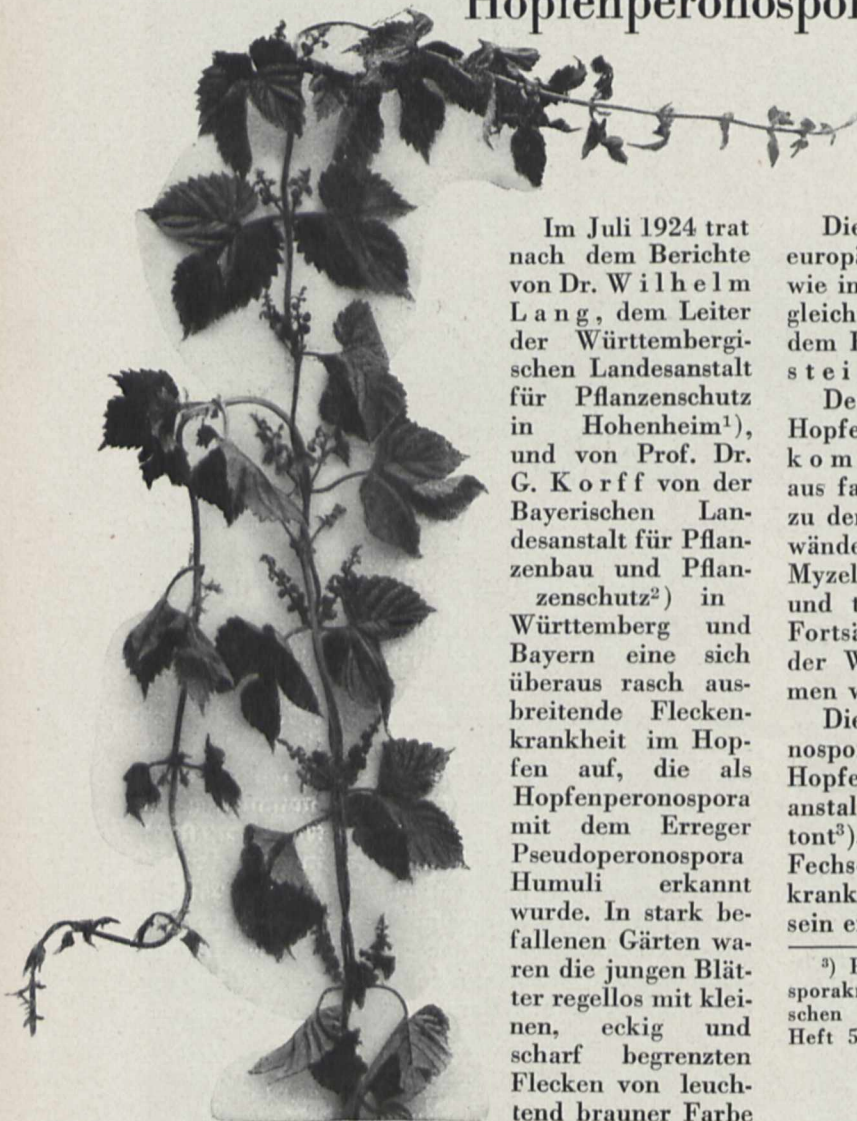 Hopfenperonospor
Im Juli 1924 trat
nach dem Berichte
von Dr. Wilhelm
Lang, dem Leiter
der Württembergi-
schen Landesanstalt
für Pflanzenschutz
in Hohenheim¹),
und von Prof. Dr.
G. Korff von der
Bayerischen Lan-
desanstalt für Pflan-
zenbau und Pflan-
zenschutz²) in
Württemberg und
Bayern eine sich
überaus rasch aus-
breitende Flecken-
krankheit im Hop-
fen auf, die als
Hopfenperonospora
mit dem Erreger
Pseudoperonospora
Humuli erkannt
wurde. In stark be-
fallenen Gärten wa-
ren die jungen Blät-
ter regellos mit klei-
nen, eckig und
scharf begrenzten
Flecken von leuch-
tend brauner Farbe
Die
europä
wie in
gleich
dem
stei
De
Hopfe
kom
aus fa
zu de
wände
Myzel
und
Fortsä
der
men
Die
nospo
Hopfe
anstal
tont³)
Fechs
krank
sein e
³)
sporak
schen
Heft 5